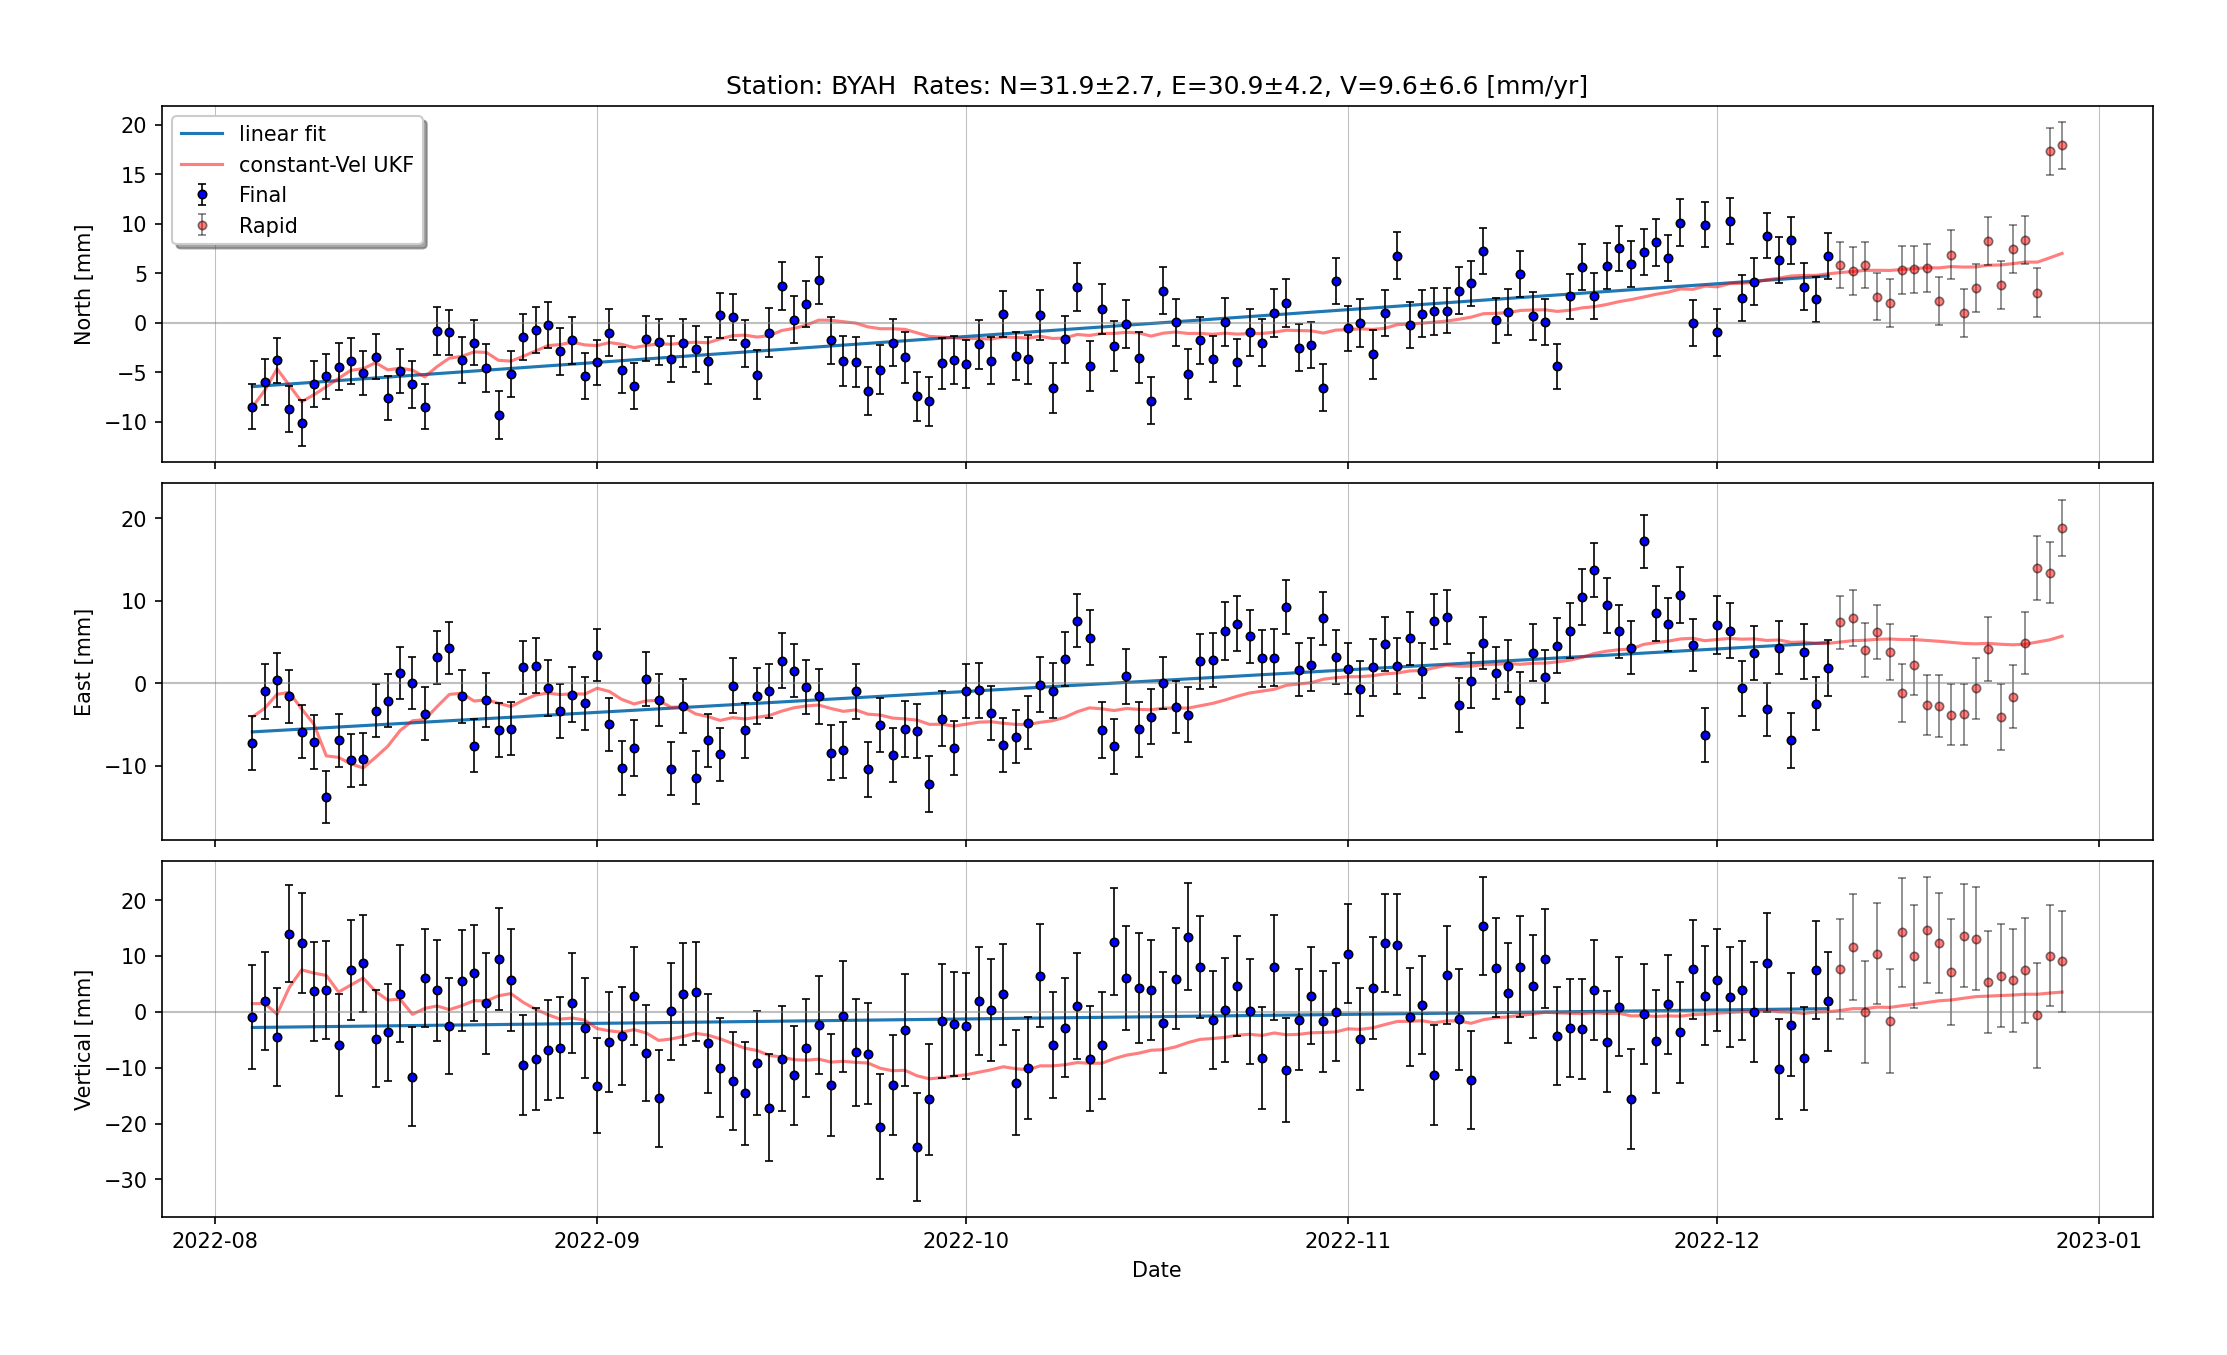 Station: BYAH  Rates: N=31.9±2.7, E=30.9±4.2, V=9.6±6.6 [mm/yr]
linear fit
constant-Vel UKF
Final
Rapid
North [mm]
20
15
10
5
0
−5
−10
East [mm]
20
10
0
−10
Vertical [mm]
20
10
0
−10
−20
−30
2022-08 2022-09 2022-10 2022-11 2022-12 2023-01
Date